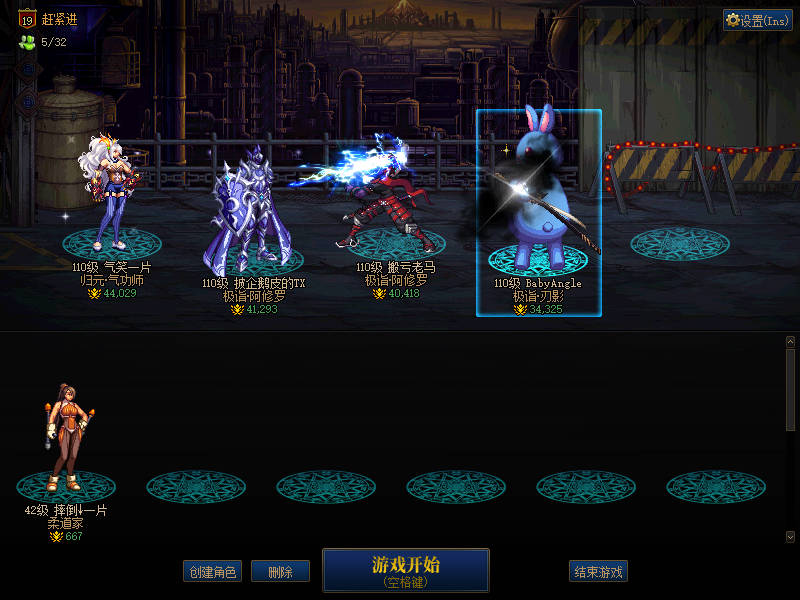 19 赶紧进
设置(Ins)
5/32
110级 气笑一片
归元·气功师
44,029
110级 披企鹅皮的TX
极诣·阿修罗
41,293
110级 搬亏老马
极诣·阿修罗
40,418
110级 BabyAngle
极诣·刃影
34,325
42级 摔倒↓一片
柔道家
667
创建角色
删除
游戏开始
(空格键)
结束游戏